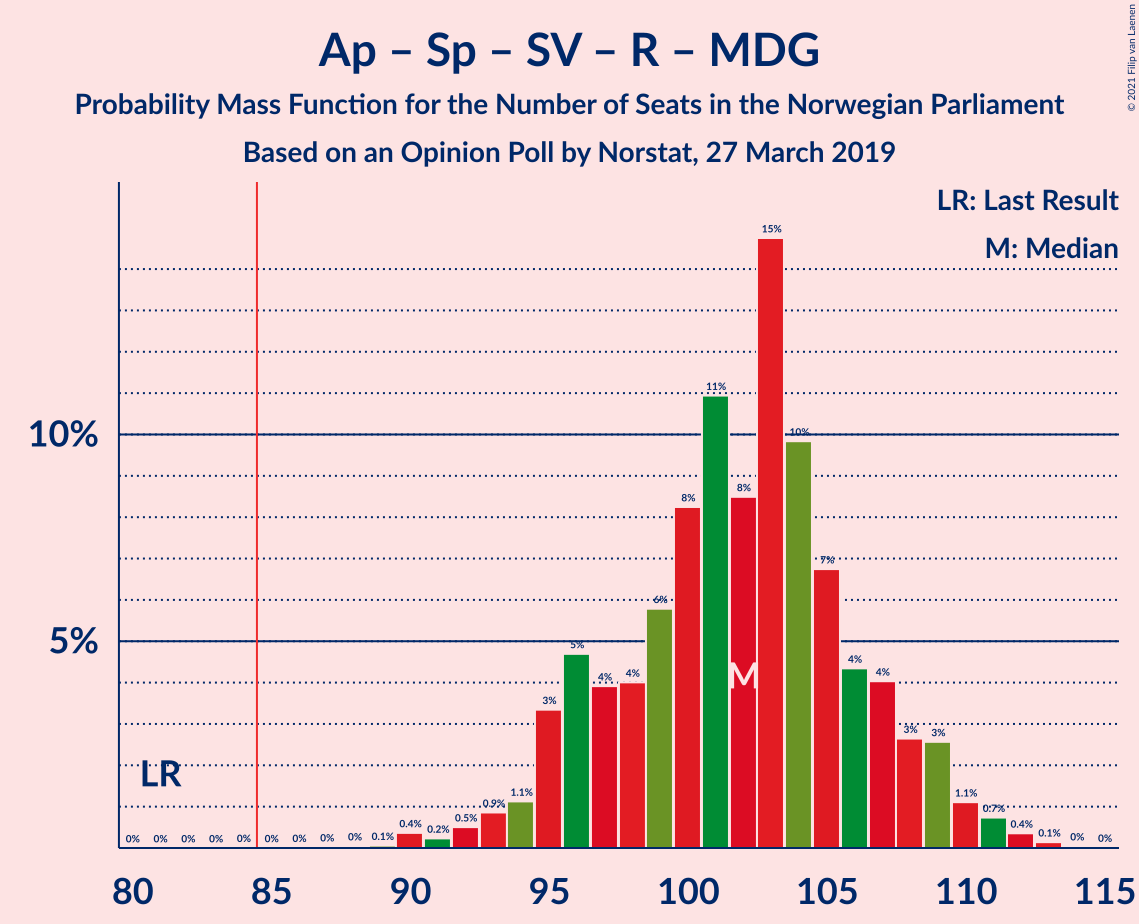 Ap – Sp – SV – R – MDG
Probability Mass Function for the Number of Seats in the Norwegian Parliament
Based on an Opinion Poll by Norstat, 27 March 2019
© 2021 Filip van Laenen
LR: Last Result
M: Median
10%
5%
LR
M
0% 0% 0% 0% 0% 0% 0% 0% 0% 0.1% 0.4% 0.2% 0.5% 0.9% 1.1% 3% 5% 4% 4% 6% 8% 11% 8% 15% 10% 7% 4% 4% 3% 3% 1.1% 0.7% 0.4% 0.1% 0% 0%
80 85 90 95 100 105 110 115